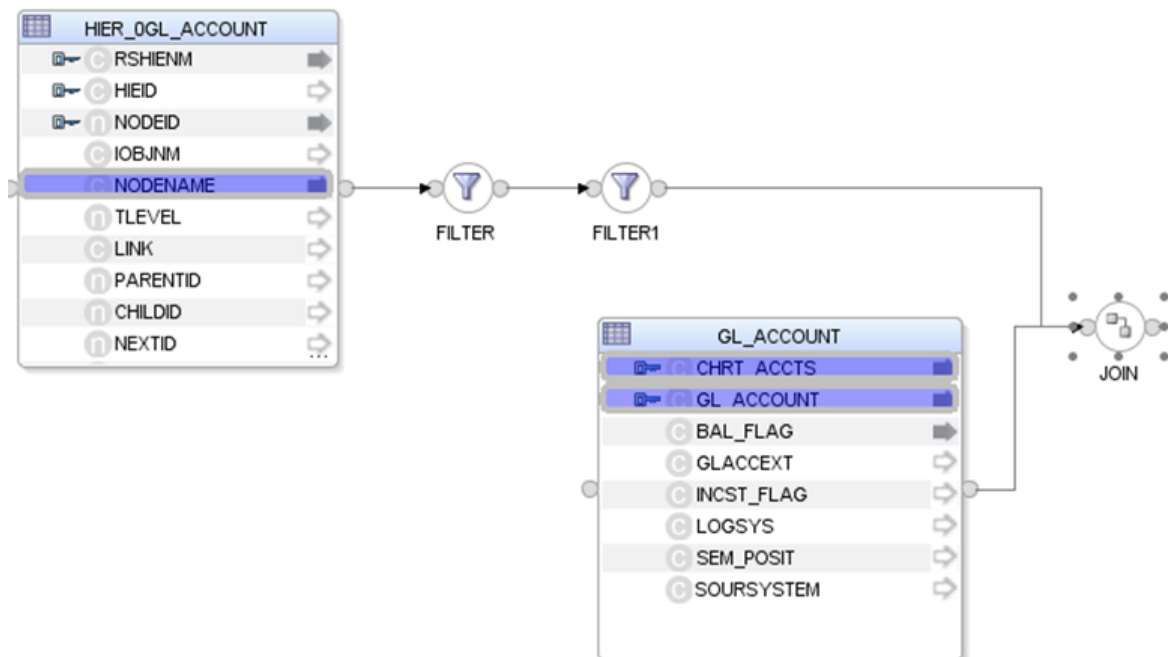 HIER_0GL_ACCOUNT
C RSHIENM
C HIEID
n NODEID
C IOBJNM
C NODENAME
n TLEVEL
C LINK
n PARENTID
n CHILDID
n NEXTID
...
FILTER
FILTER1
GL_ACCOUNT
C CHRT_ACCTS
C GL_ACCOUNT
C BAL_FLAG
C GLACCEXT
C INCST_FLAG
C LOGSYS
C SEM_POSIT
C SOURSYSTEM
JOIN